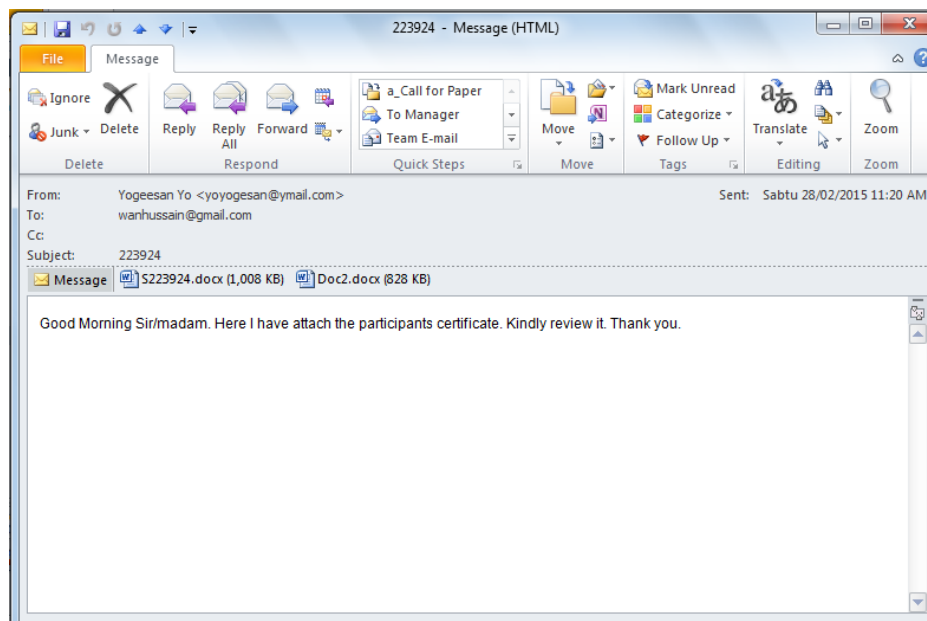 223924 - Message (HTML)
File Message
Ignore
Junk
Delete
Reply
Reply All
Forward
a_Call for Paper
To Manager
Team E-mail
Move
Mark Unread
Categorize
Follow Up
Translate
Zoom
Delete Respond Quick Steps Move Tags Editing Zoom
From: Yogeesan Yo <yoyogesan@ymail.com> Sent: Sabtu 28/02/2015 11:20 AM
To: wanhussain@gmail.com
Cc:
Subject: 223924
Message S223924.docx (1,008 KB) Doc2.docx (828 KB)
Good Morning Sir/madam. Here I have attach the participants certificate. Kindly review it. Thank you.